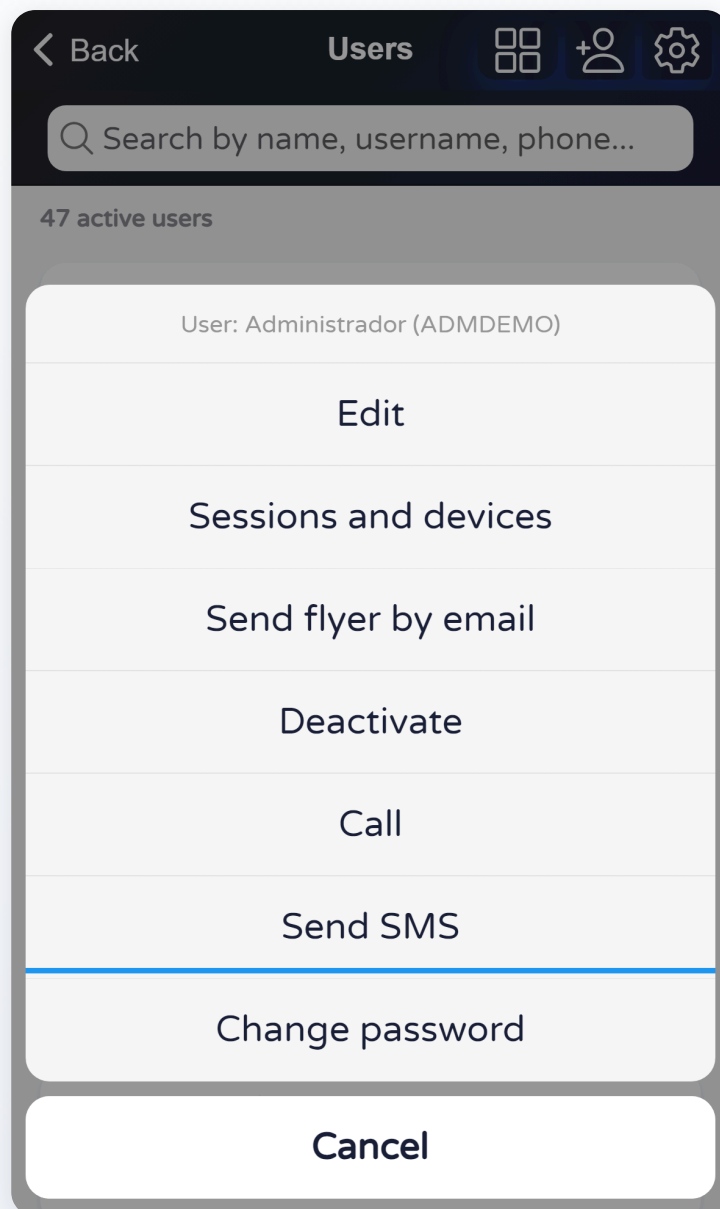 Back
Users
Search by name, username, phone...
47 active users
User: Administrador (ADMDEMO)
Edit
Sessions and devices
Send flyer by email
Deactivate
Call
Send SMS
Change password
Cancel